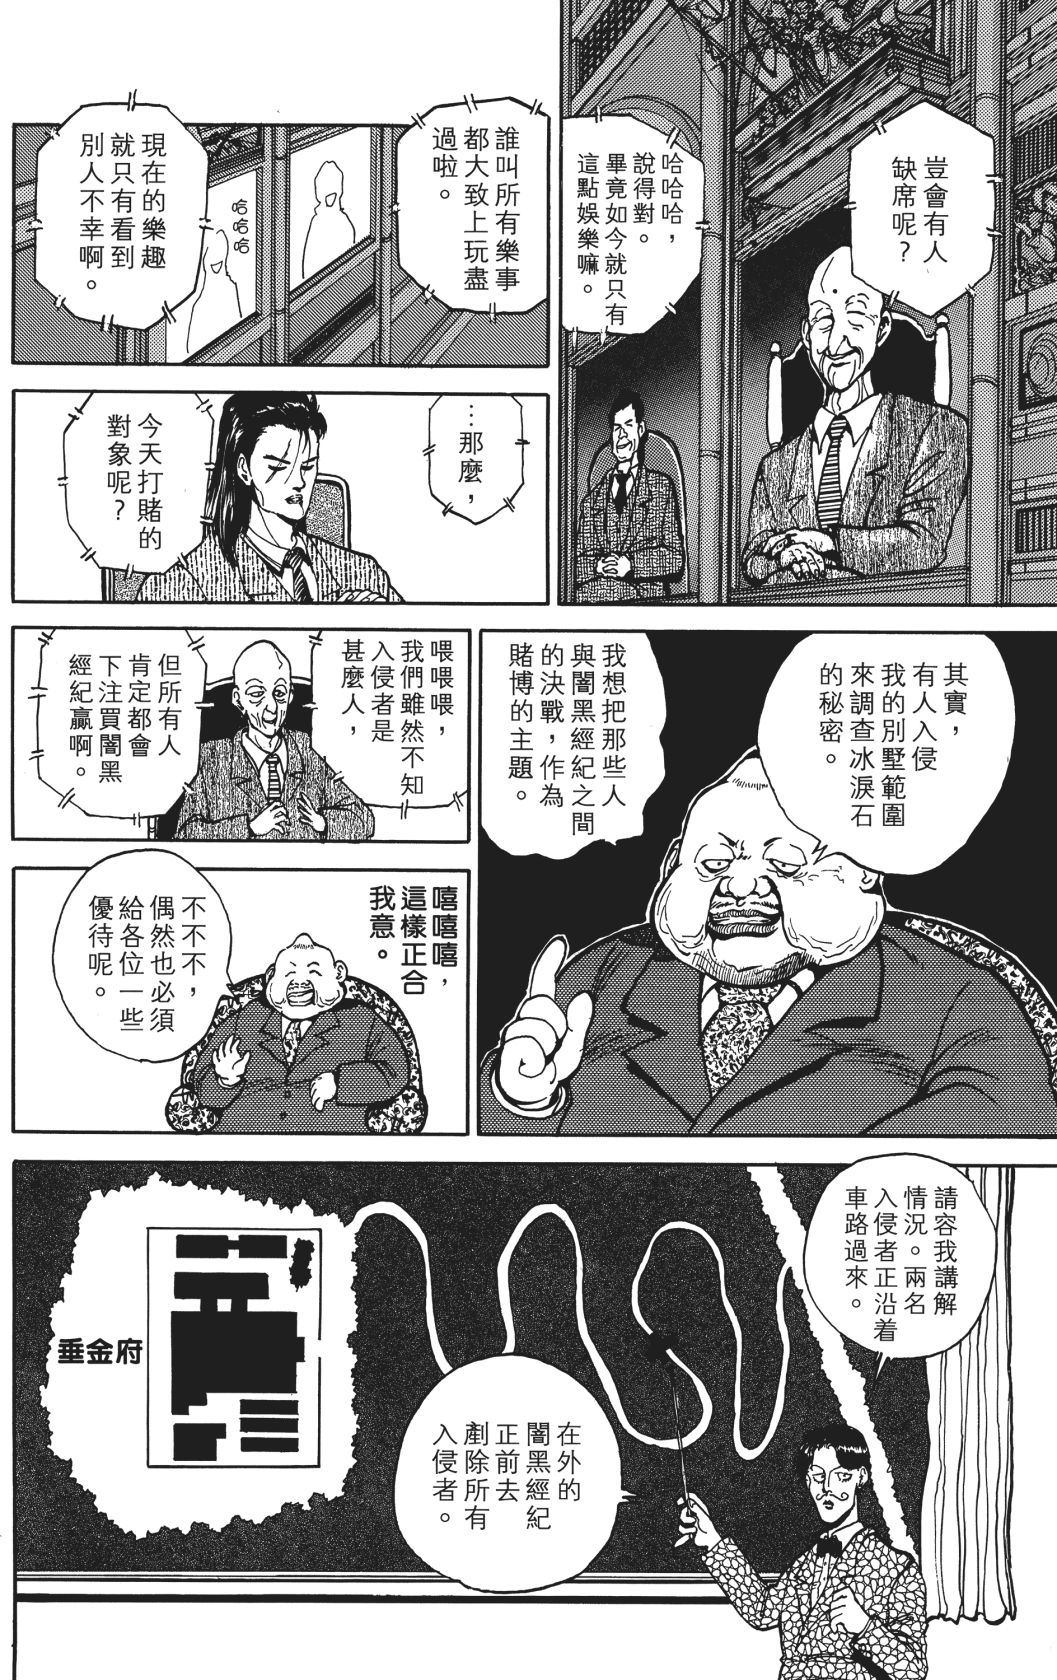 豈會有人
缺席呢？
哈哈哈，
說得對。
畢竟如今就只有
這點娛樂嘛。
誰叫所有樂事
都大致上玩盡
過啦。
哈哈哈
現在的樂趣
就只有看到
別人不幸啊。
…那麼，
今天打賭的
對象呢？
其實，
有人入侵
我的別墅範圍
來調查冰淚石
的秘密。
我想把那些人
與闇黑經紀之間
的決戰，作為
賭博的主題。
喂喂喂，
我們雖然不知
入侵者是
甚麼人，
但所有人
肯定都會
下注買闇黑
經紀贏啊。
嘻嘻嘻，
這樣正合
我意。
不不不，
偶然也必須
給各位一些
優待呢。
請容我講解
情況。兩名
入侵者正沿着
車路過來。
在外的
闇黑經紀
正前去
剷除所有
入侵者。
垂金府